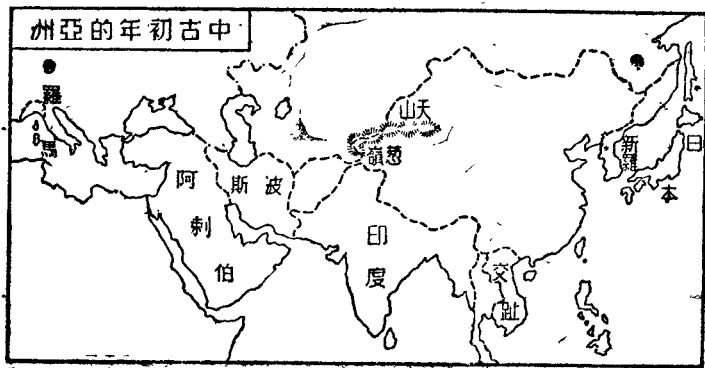 中古初年的亞洲
羅馬
天山
葱嶺
新羅
日本
阿剌伯
波斯
印度
交趾